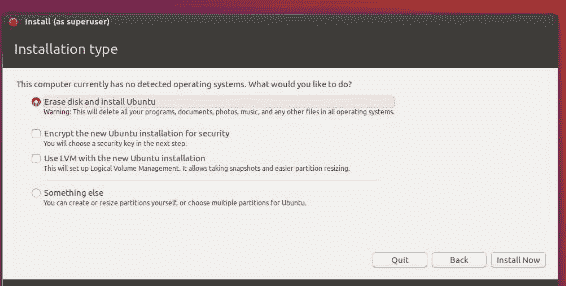 Install (as superuser)
Installation type
This computer currently has no detected operating systems. What would you like to do?
Erase disk and install Ubuntu
Warning: This will delete all your programs, documents, photos, music, and any other files in all operating systems.
Encrypt the new Ubuntu installation for security
You will choose a security key in the next step.
Use LVM with the new Ubuntu installation
This will set up Logical Volume Management. It allows taking snapshots and easier partition resizing.
Something else
You can create or resize partitions yourself, or choose multiple partitions for Ubuntu.
Quit Back Install Now